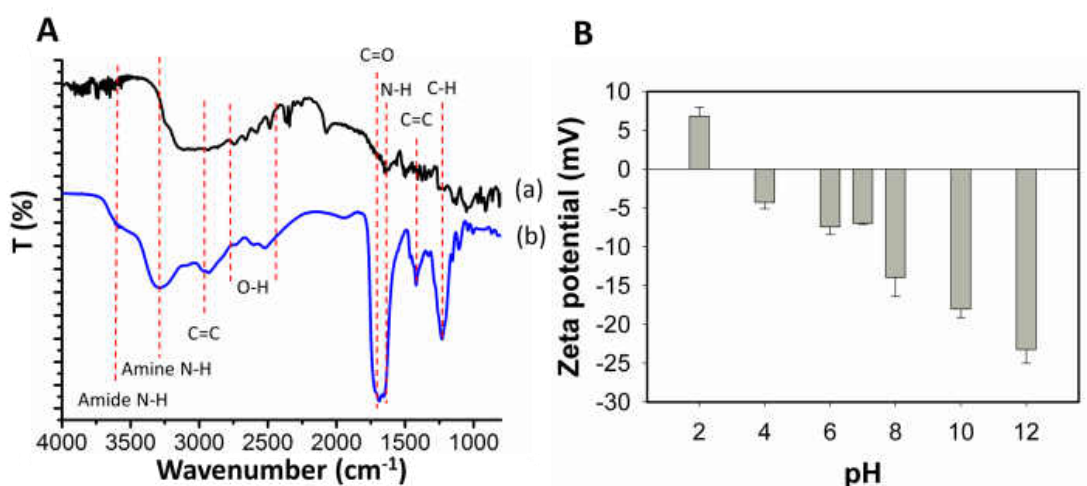 A
C=O
N-H
C-H
C=C
(a)
(b)
O-H
C=C
Amine N-H
Amide N-H
T (%)
4000 3500 3000 2500 2000 1500 1000
Wavenumber (cm⁻¹)
B
10
5
0
-5
-10
-15
-20
-25
-30
Zeta potential (mV)
2 4 6 8 10 12
pH